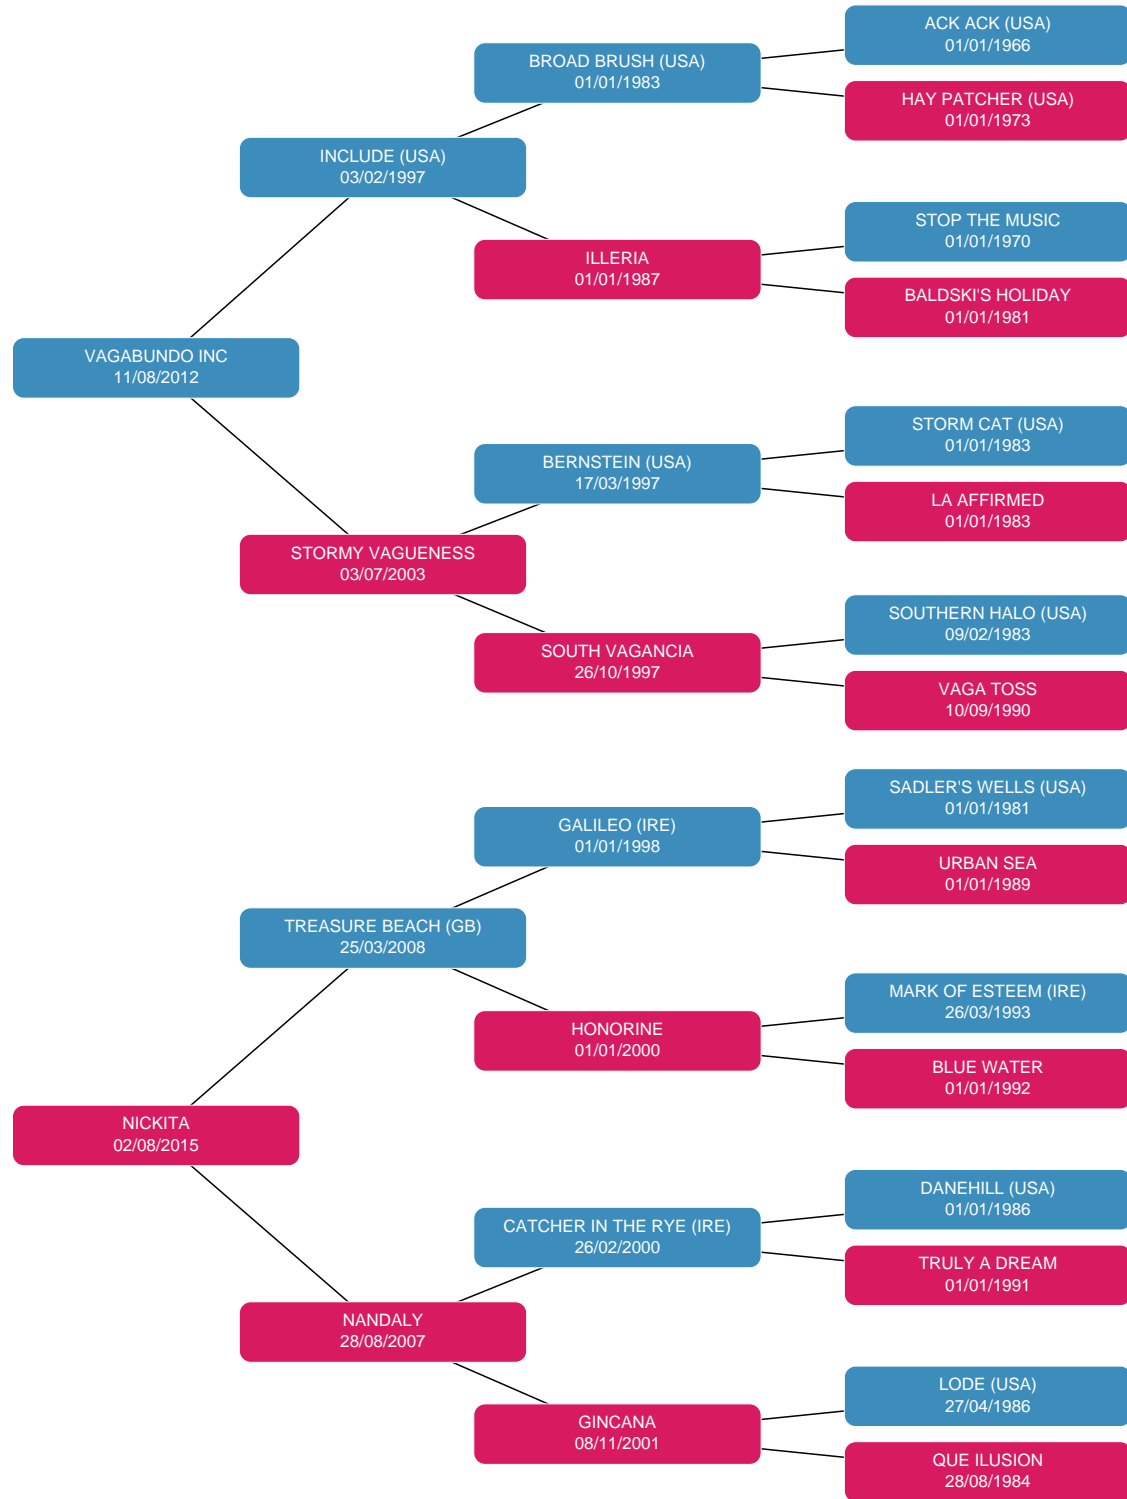 ACK ACK (USA)
01/01/1966
BROAD BRUSH (USA)
01/01/1983
HAY PATCHER (USA)
01/01/1973
INCLUDE (USA)
03/02/1997
STOP THE MUSIC
01/01/1970
ILLERIA
01/01/1987
BALDSKI'S HOLIDAY
01/01/1981
VAGABUNDO INC
11/08/2012
STORM CAT (USA)
01/01/1983
BERNSTEIN (USA)
17/03/1997
LA AFFIRMED
01/01/1983
STORMY VAGUENESS
03/07/2003
SOUTHERN HALO (USA)
09/02/1983
SOUTH VAGANCIA
26/10/1997
VAGA TOSS
10/09/1990
SADLER'S WELLS (USA)
01/01/1981
GALILEO (IRE)
01/01/1998
URBAN SEA
01/01/1989
TREASURE BEACH (GB)
25/03/2008
MARK OF ESTEEM (IRE)
26/03/1993
HONORINE
01/01/2000
BLUE WATER
01/01/1992
NICKITA
02/08/2015
DANEHILL (USA)
01/01/1986
CATCHER IN THE RYE (IRE)
26/02/2000
TRULY A DREAM
01/01/1991
NANDALY
28/08/2007
LODE (USA)
27/04/1986
GINCANA
08/11/2001
QUE ILUSION
28/08/1984